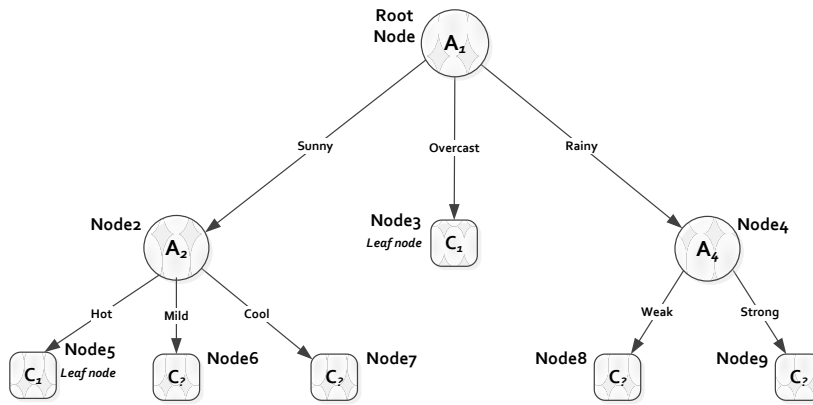 Root
Node
A1
Sunny
Overcast
Rainy
Node2
A2
Node3
Leaf node
C1
Node4
A4
Hot
Mild
Cool
Weak
Strong
Node5
Leaf node
C1
Node6
C?
Node7
C?
Node8
C?
Node9
C?